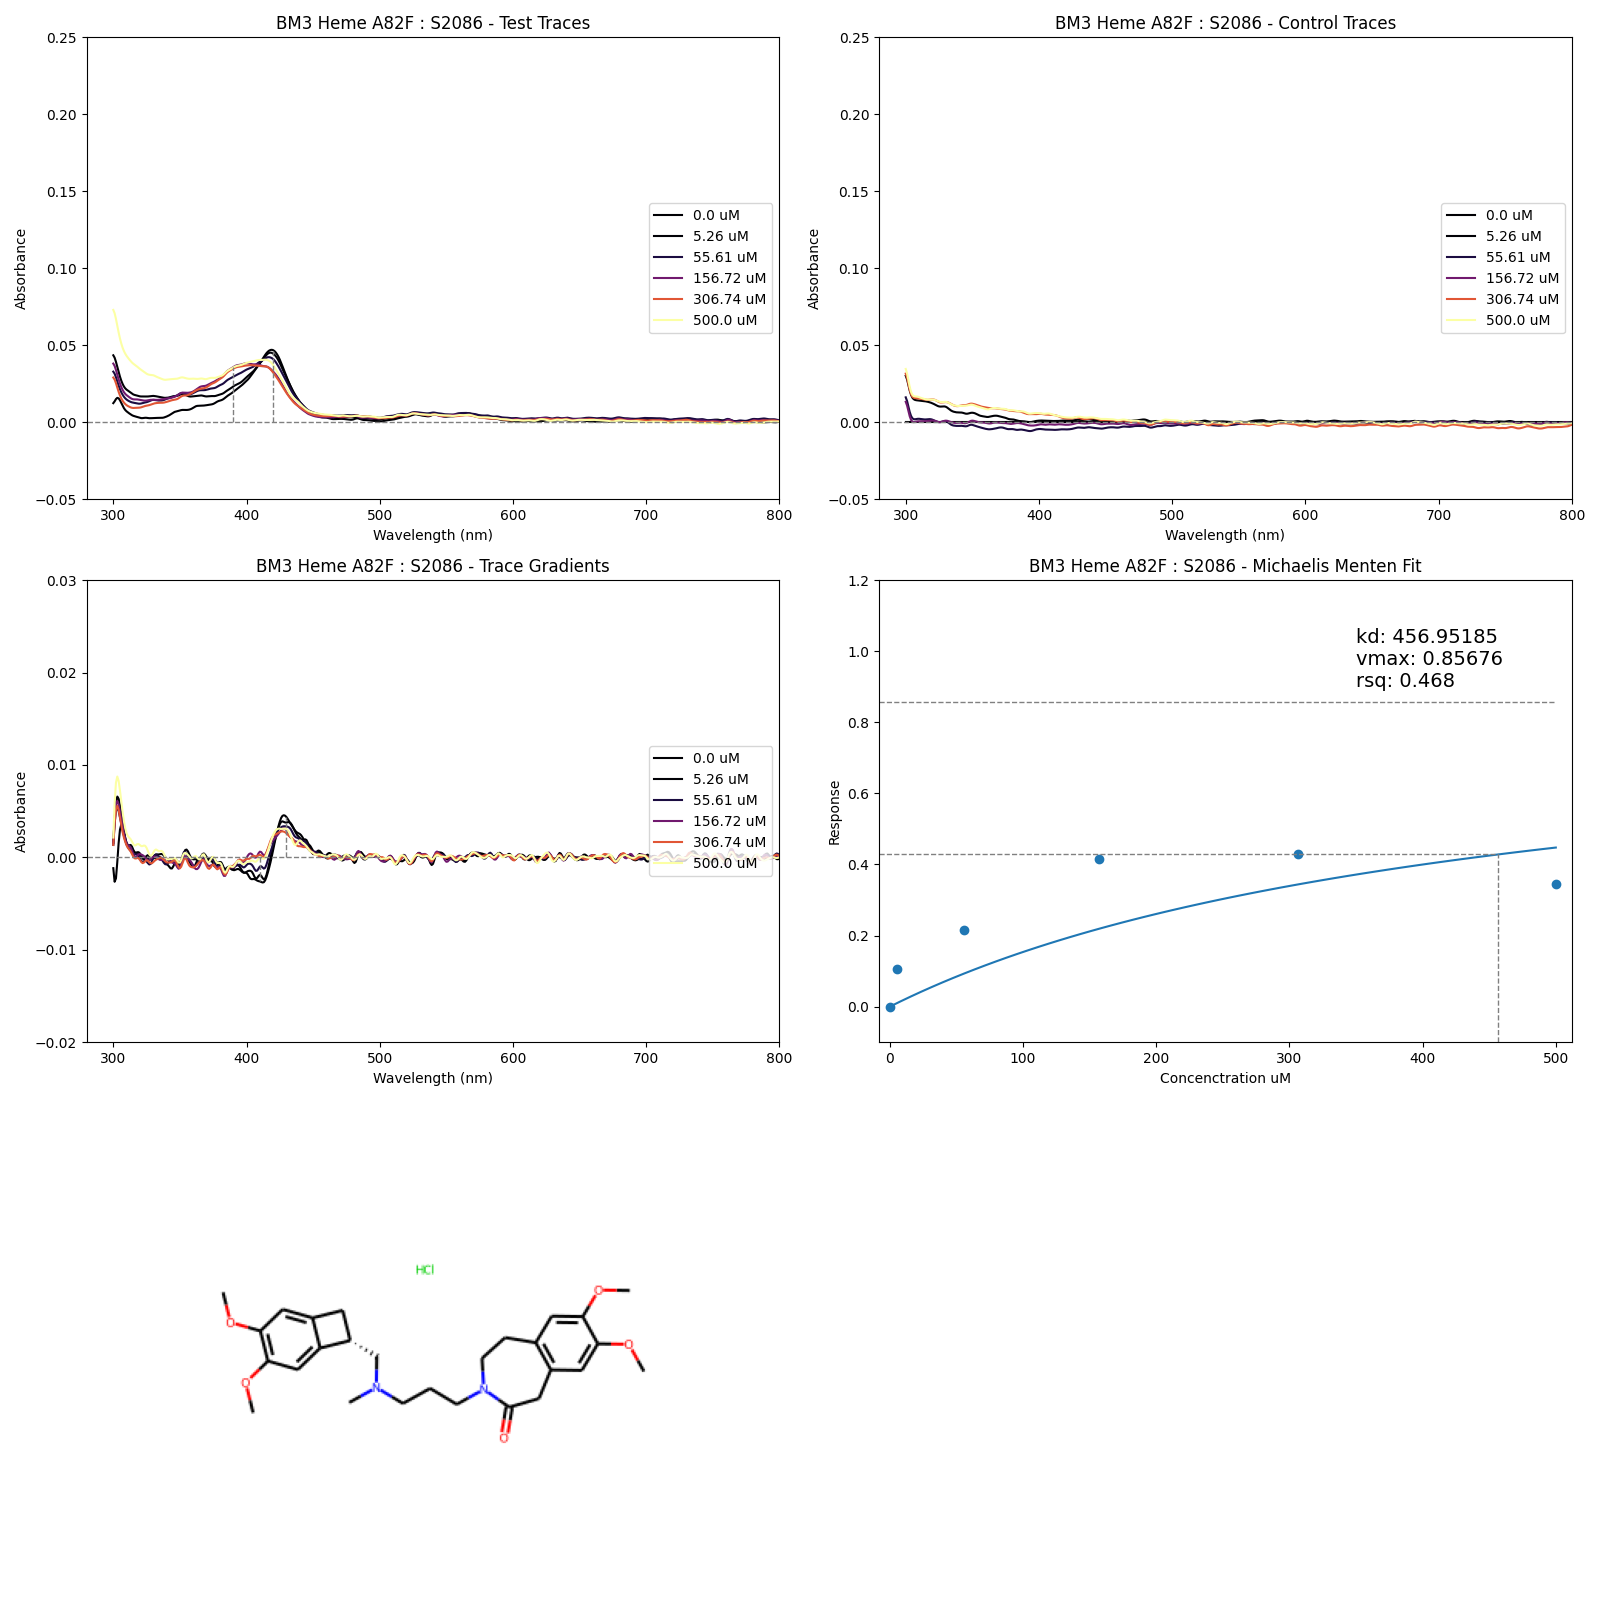 BM3 Heme A82F : S2086 - Test Traces
0.25
0.20
0.15
0.10
0.05
0.00
−0.05
Absorbance
300 400 500 600 700 800
Wavelength (nm)
0.0 uM
5.26 uM
55.61 uM
156.72 uM
306.74 uM
500.0 uM
BM3 Heme A82F : S2086 - Control Traces
0.25
0.20
0.15
0.10
0.05
0.00
−0.05
Absorbance
300 400 500 600 700 800
Wavelength (nm)
0.0 uM
5.26 uM
55.61 uM
156.72 uM
306.74 uM
500.0 uM
BM3 Heme A82F : S2086 - Trace Gradients
0.03
0.02
0.01
0.00
−0.01
−0.02
Absorbance
300 400 500 600 700 800
Wavelength (nm)
0.0 uM
5.26 uM
55.61 uM
156.72 uM
306.74 uM
500.0 uM
BM3 Heme A82F : S2086 - Michaelis Menten Fit
1.2
1.0
0.8
0.6
0.4
0.2
0.0
Response
0 100 200 300 400 500
Concenctration uM
kd: 456.95185
vmax: 0.85676
rsq: 0.468
HCl
O
O
O
O
N
N
O